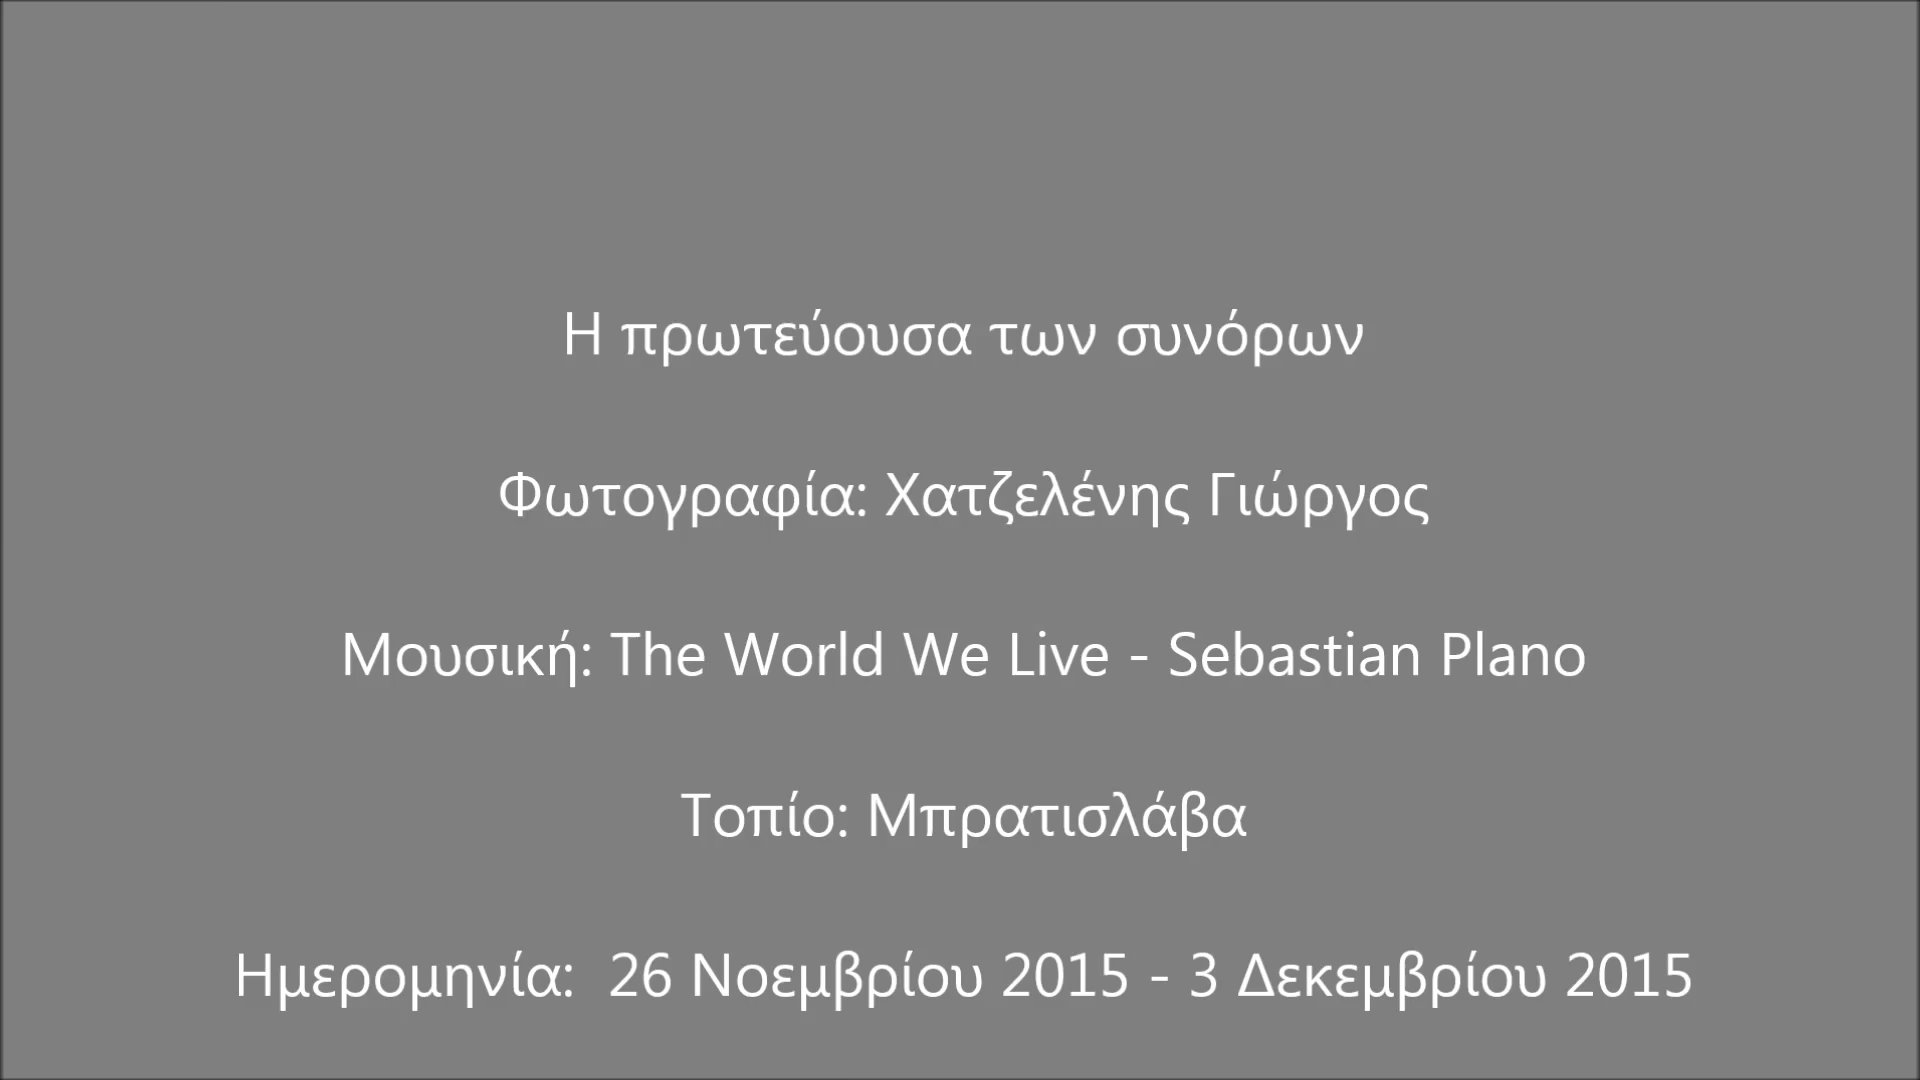 Η πρωτεύουσα των συνόρων
Φωτογραφία: Χατζελένης Γιώργος
Μουσική: The World We Live - Sebastian Plano
Τοπίο: Μπρατισλάβα
Ημερομηνία:  26 Νοεμβρίου 2015 - 3 Δεκεμβρίου 2015